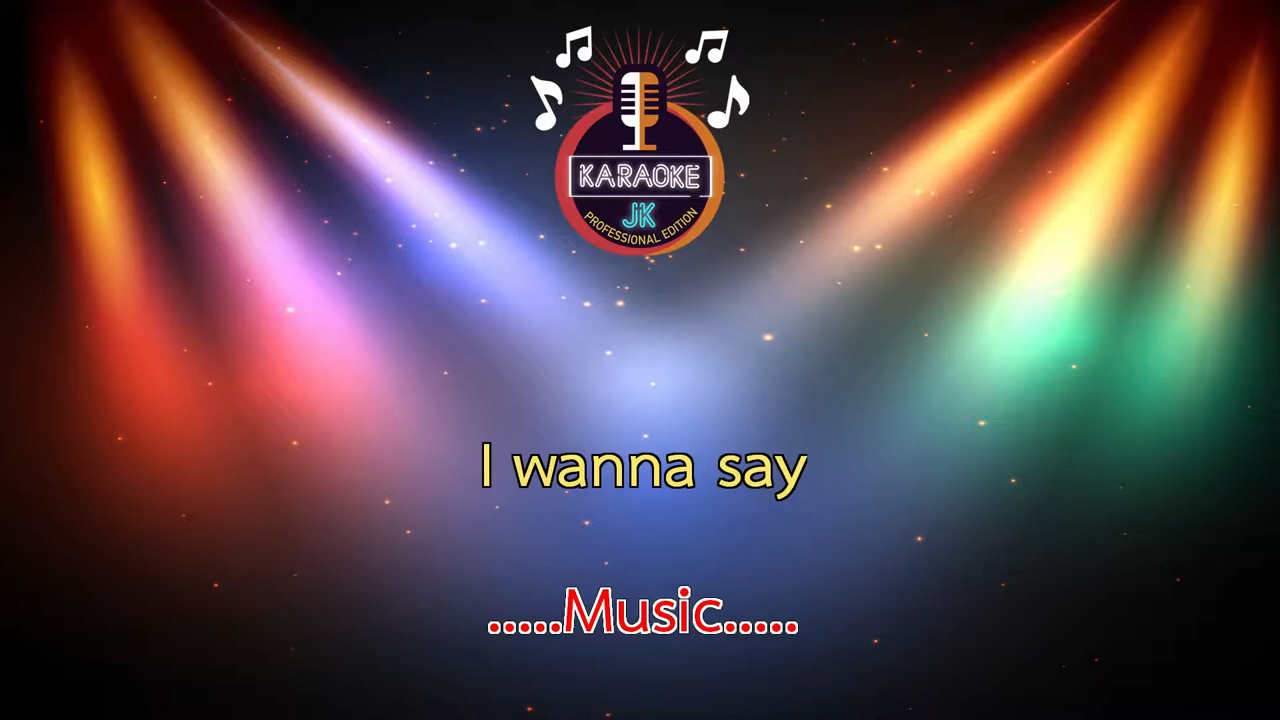 KARAOKE
JK
PROFESSIONAL EDITION
I wanna say
.....Music.....